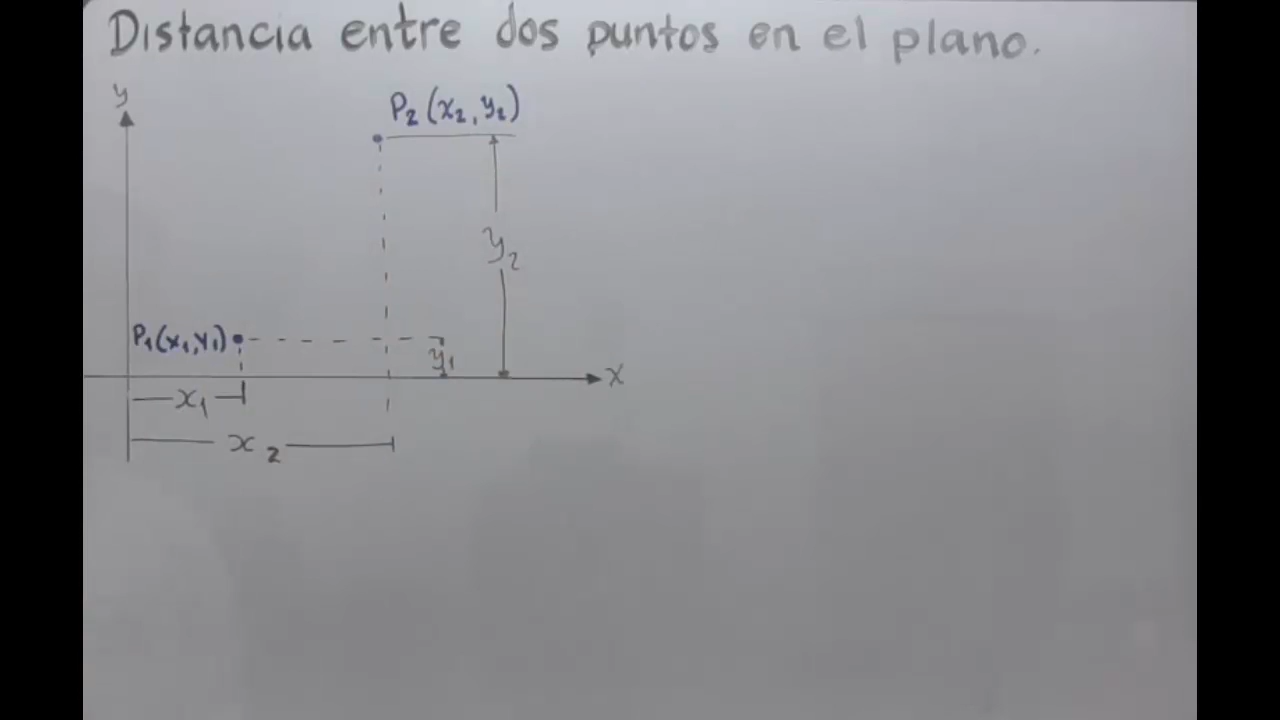 Distancia entre dos puntos en el plano.
y
P₂(x₂, y₂)
y₂
P₁(x₁, y₁)
y₁
x
x₁
x₂